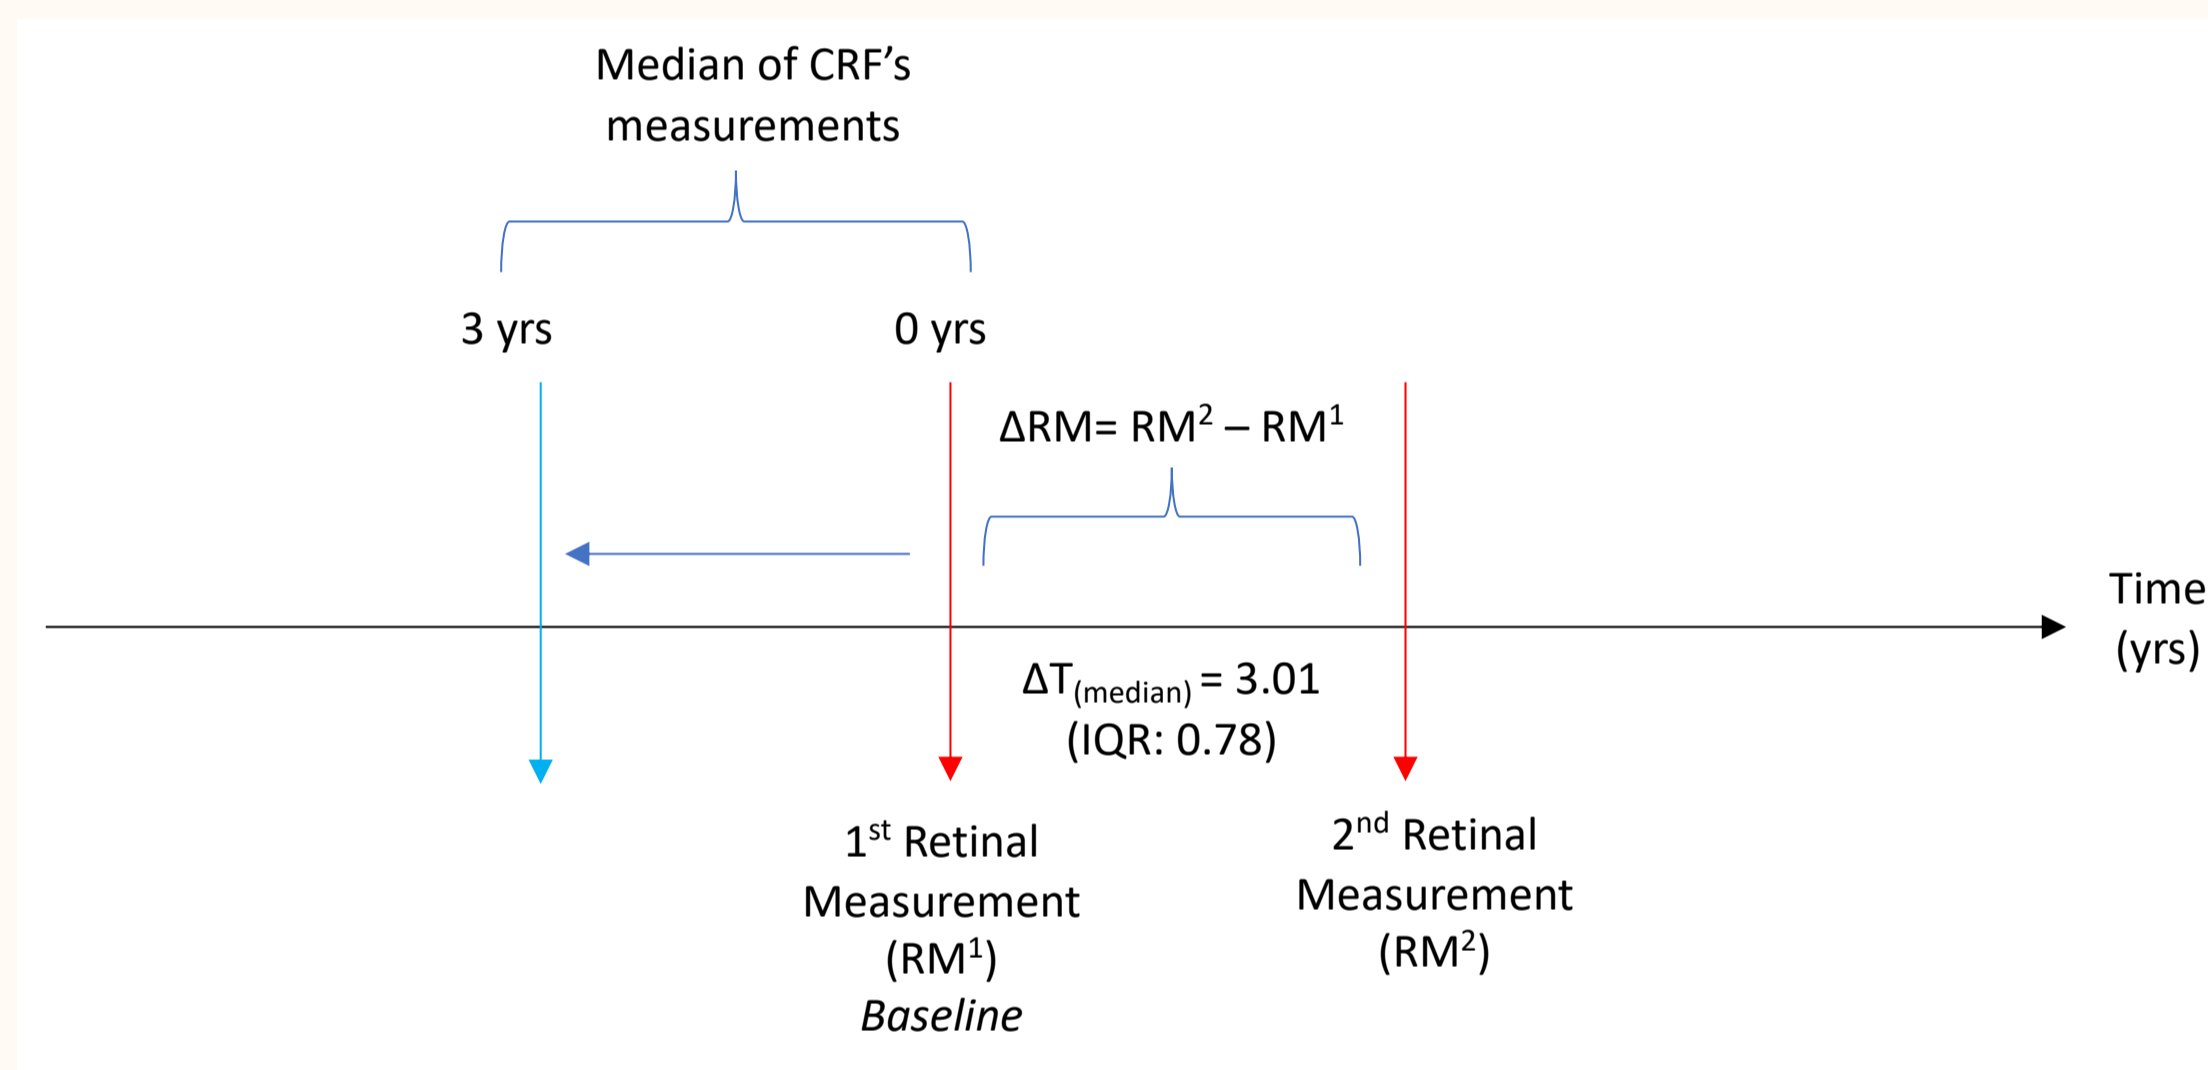 Median of CRF’s
measurements
3 yrs
0 yrs
ΔRM= RM² – RM¹
Time
(yrs)
ΔT(median) = 3.01
(IQR: 0.78)
1st Retinal
Measurement
(RM¹)
Baseline
2nd Retinal
Measurement
(RM²)